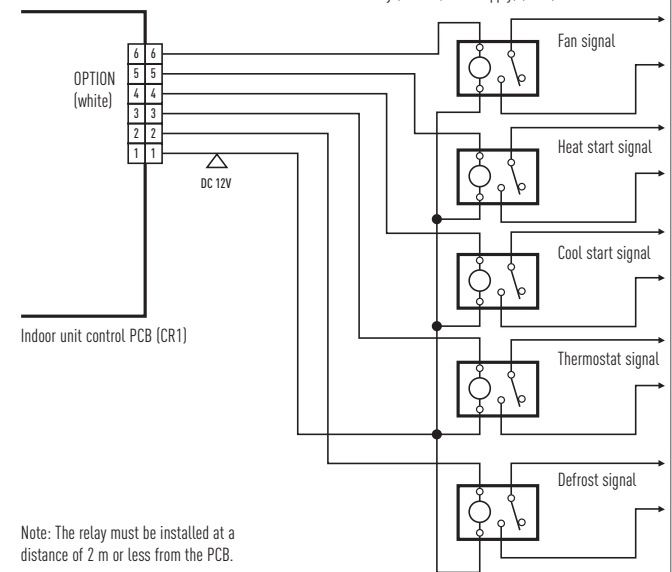 Fan signal
6 6
OPTION
5 5
(white)
4 4
3 3
2 2
1 1
Heat start signal
DC 12V
Cool start signal
Indoor unit control PCB (CR1)
Thermostat signal
Defrost signal
Note: The relay must be installed at a
distance of 2 m or less from the PCB.